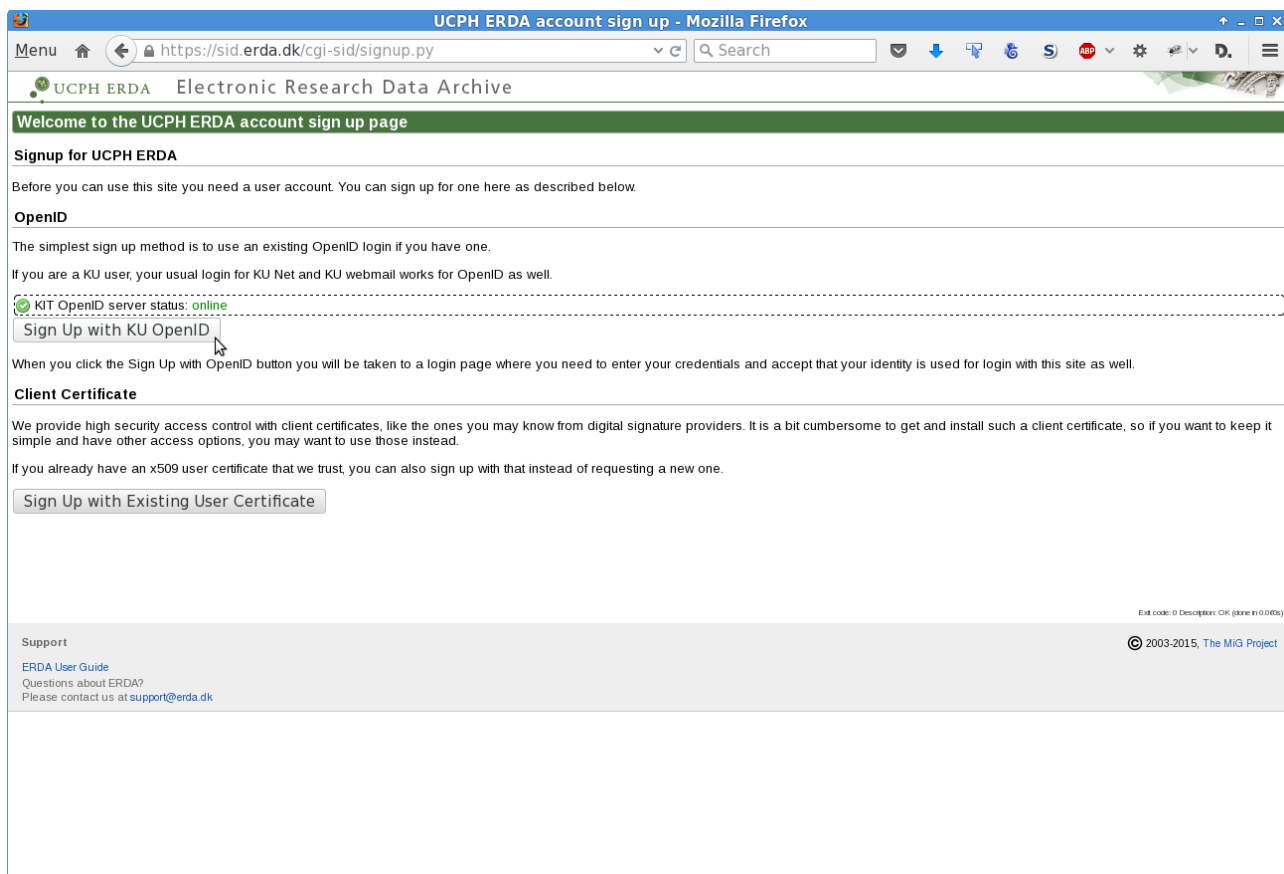 UCPH ERDA account sign up - Mozilla Firefox
Menu https://sid.erda.dk/cgi-sid/signup.py Search S ABP D.
UCPH ERDA Electronic Research Data Archive
Welcome to the UCPH ERDA account sign up page
Signup for UCPH ERDA
Before you can use this site you need a user account. You can sign up for one here as described below.
OpenID
The simplest sign up method is to use an existing OpenID login if you have one.
If you are a KU user, your usual login for KU Net and KU webmail works for OpenID as well.
KIT OpenID server status: online
Sign Up with KU OpenID
When you click the Sign Up with OpenID button you will be taken to a login page where you need to enter your credentials and accept that your identity is used for login with this site as well.
Client Certificate
We provide high security access control with client certificates, like the ones you may know from digital signature providers. It is a bit cumbersome to get and install such a client certificate, so if you want to keep it
simple and have other access options, you may want to use those instead.
If you already have an x509 user certificate that we trust, you can also sign up with that instead of requesting a new one.
Sign Up with Existing User Certificate
Exit code: 0 Description: OK (done in 0.060s)
Support
© 2003-2015, The MiG Project
ERDA User Guide
Questions about ERDA?
Please contact us at support@erda.dk